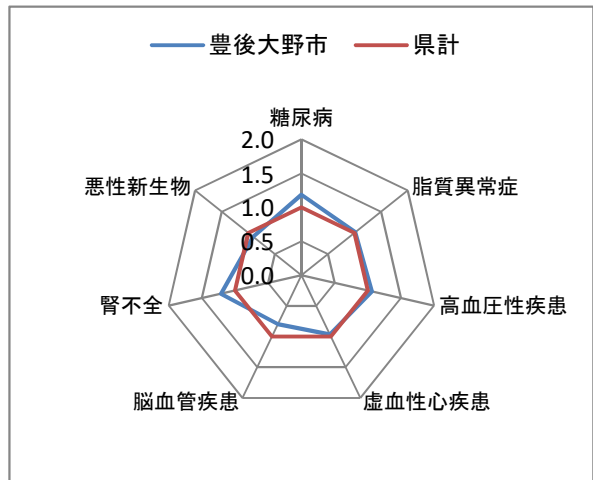 豊後大野市 県計
糖尿病
2.0
1.5
1.0
0.5
0.0
脂質異常症
高血圧性疾患
虚血性心疾患
脳血管疾患
腎不全
悪性新生物